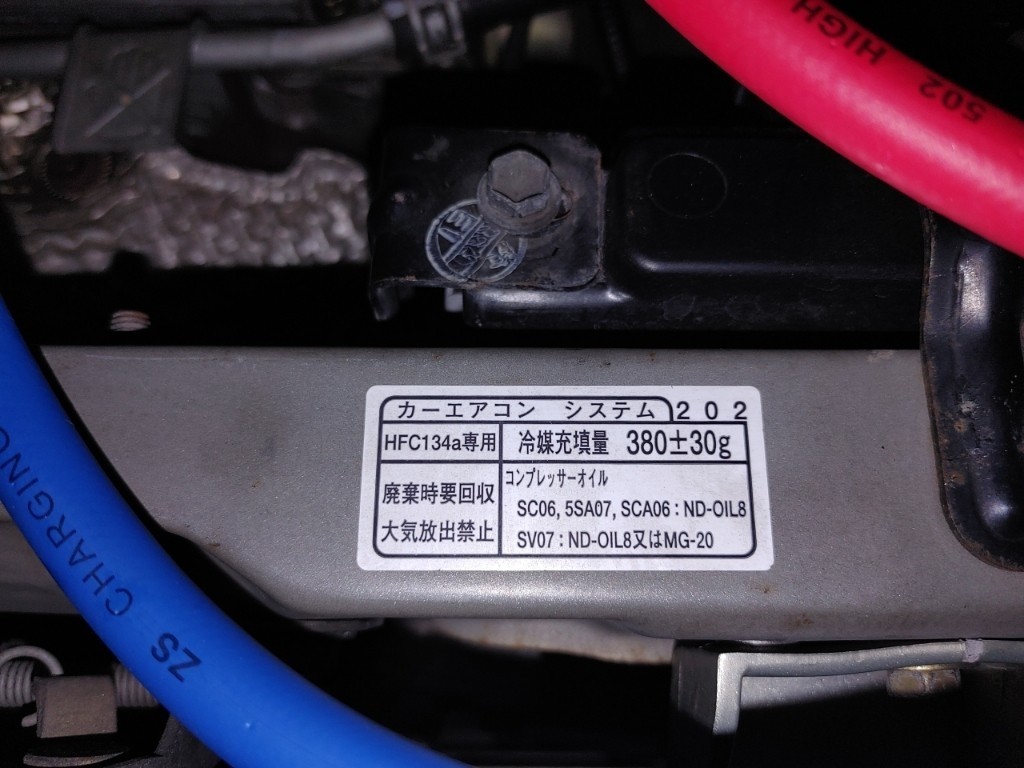 502 HIGH
カーエアコン システム 202
HFC134a専用
冷媒充填量 380±30g
廃棄時要回収
大気放出禁止
コンプレッサーオイル
SC06, 5SA07, SCA06 : ND-OIL8
SV07 : ND-OIL8又はMG-20
ZS CHARGING